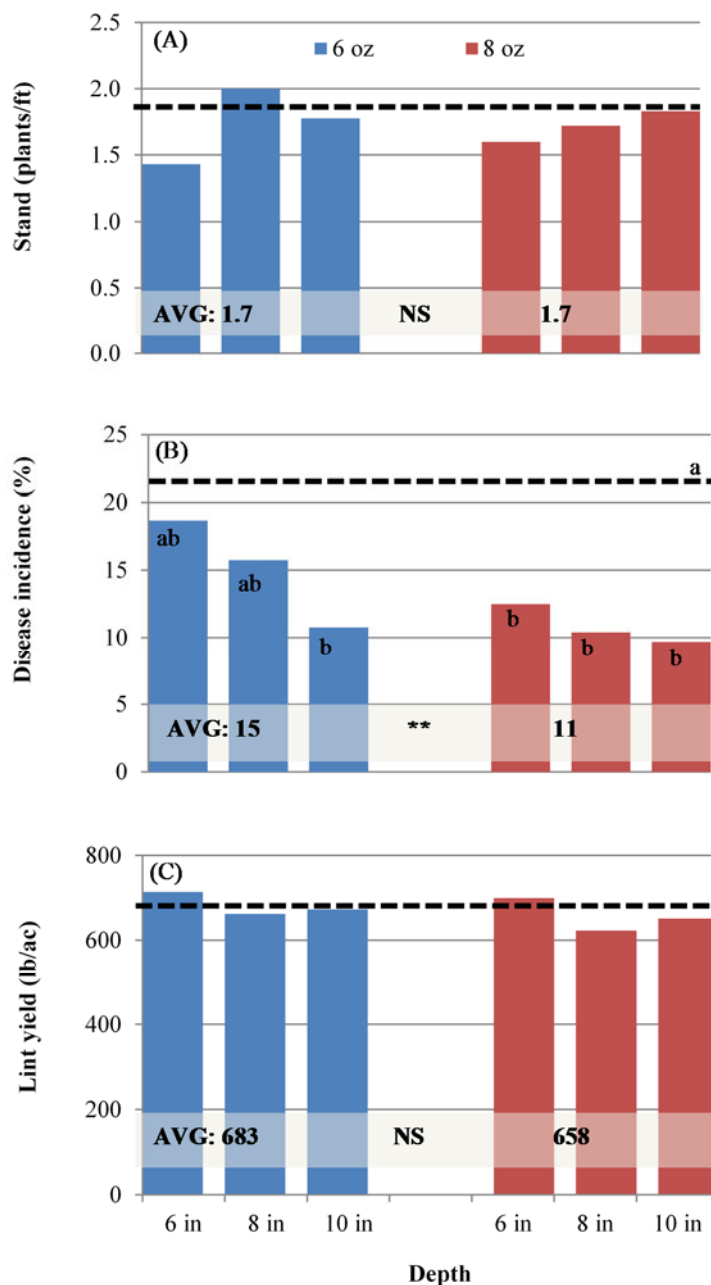 (A)
6 oz 8 oz
Stand (plants/ft)
2.5
2.0
1.5
1.0
0.5
0.0
AVG: 1.7 NS 1.7
(B)
Disease incidence (%)
25
20
15
10
5
0
a
ab ab b b b b
AVG: 15 ** 11
(C)
Lint yield (lb/ac)
800
600
400
200
0
AVG: 683 NS 658
6 in 8 in 10 in 6 in 8 in 10 in
Depth